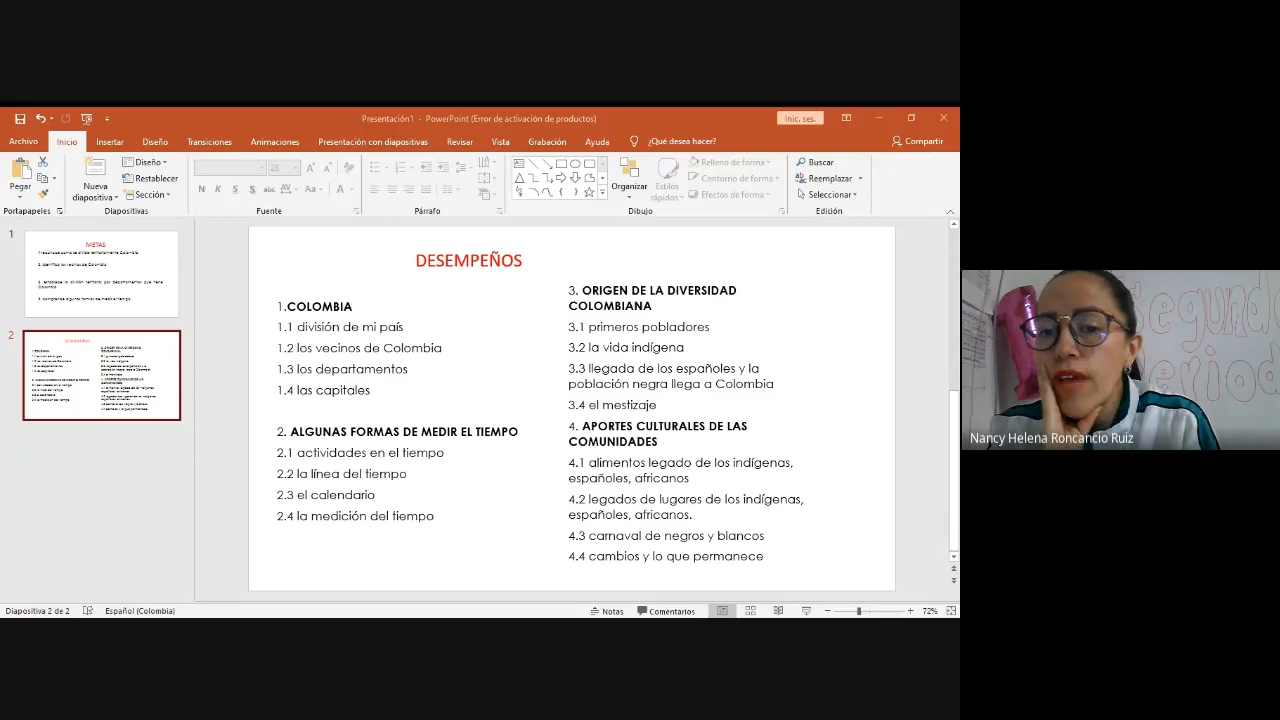 Presentación1 - PowerPoint (Error de activación de productos)
Inic. ses.
Archivo Inicio Insertar Diseño Transiciones Animaciones Presentación con diapositivas Revisar Vista Grabación Ayuda ¿Qué desea hacer? Compartir
Pegar
Nueva diapositiva
Diseño
Restablecer
Sección
28
N K S S abc AV Aa A
Organizar
Estilos rápidos
Relleno de forma
Contorno de forma
Efectos de forma
Buscar
Reemplazar
Seleccionar
Portapapeles Diapositivas Fuente Párrafo Dibujo Edición
1
METAS
2
DESEMPEÑOS
1.COLOMBIA
1.1 división de mi país
1.2 los vecinos de Colombia
1.3 los departamentos
1.4 las capitales
2. ALGUNAS FORMAS DE MEDIR EL TIEMPO
2.1 actividades en el tiempo
2.2 la línea del tiempo
2.3 el calendario
2.4 la medición del tiempo
3. ORIGEN DE LA DIVERSIDAD
COLOMBIANA
3.1 primeros pobladores
3.2 la vida indígena
3.3 llegada de los españoles y la
población negra llega a Colombia
3.4 el mestizaje
4. APORTES CULTURALES DE LAS
COMUNIDADES
4.1 alimentos legado de los indígenas,
españoles, africanos
4.2 legados de lugares de los indígenas,
españoles, africanos.
4.3 carnaval de negros y blancos
4.4 cambios y lo que permanece
Diapositiva 2 de 2 Español (Colombia) Notas Comentarios 72%
Segundo
Periodo
Nancy Helena Roncancio Ruiz